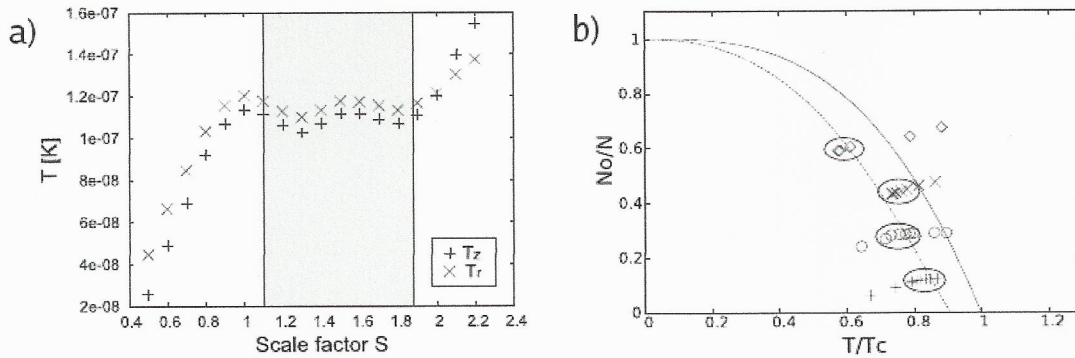 a)
T [K]
1.6e-07
1.4e-07
1.2e-07
1e-07
8e-08
6e-08
4e-08
2e-08
0.4 0.6 0.8 1 1.2 1.4 1.6 1.8 2 2.2 2.4
Scale factor S
Tz
Tr
b)
No/N
1
0.8
0.6
0.4
0.2
0
0 0.2 0.4 0.6 0.8 1 1.2
T/Tc